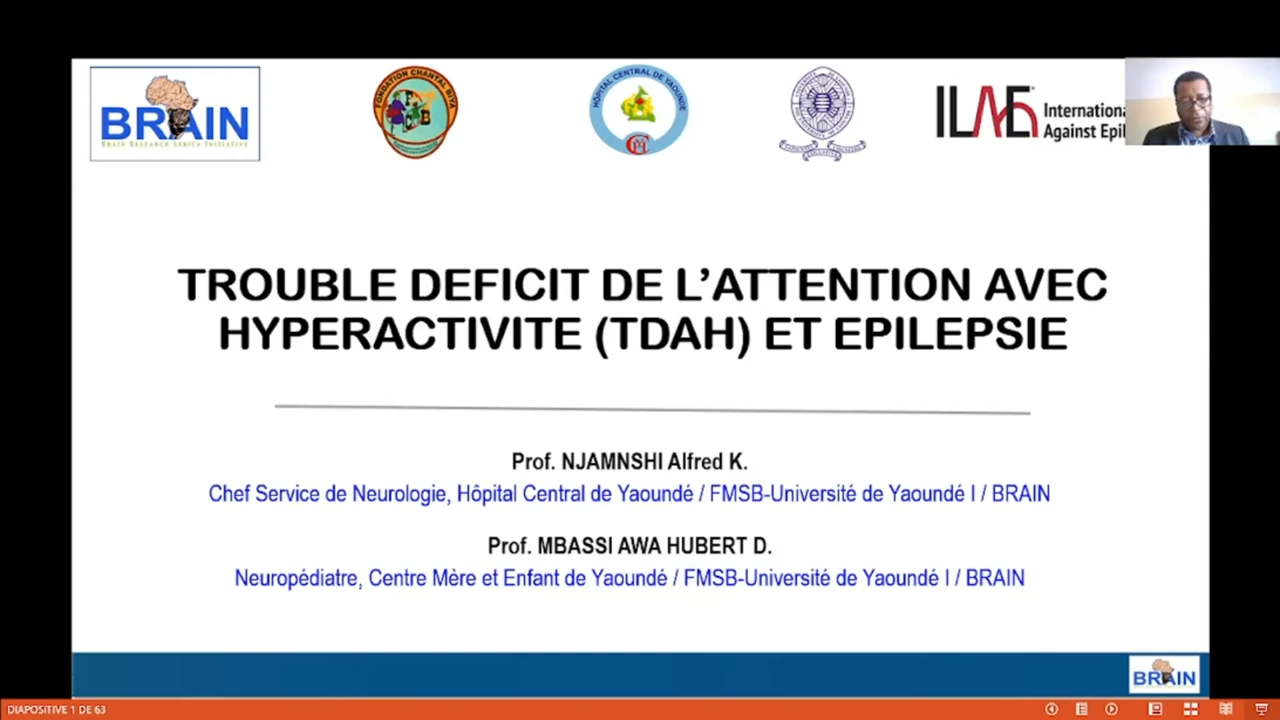 BRAIN
BRAIN RESEARCH AFRICA INITIATIVE
FONDATION CHANTAL BIYA
HÔPITAL CENTRAL DE YAOUNDE
ILAE
Internationa
Against Epil
TROUBLE DEFICIT DE L’ATTENTION AVEC
HYPERACTIVITE (TDAH) ET EPILEPSIE
Prof. NJAMNSHI Alfred K.
Chef Service de Neurologie, Hôpital Central de Yaoundé / FMSB-Université de Yaoundé I / BRAIN
Prof. MBASSI AWA HUBERT D.
Neuropédiatre, Centre Mère et Enfant de Yaoundé / FMSB-Université de Yaoundé I / BRAIN
BRAIN
DIAPOSITIVE 1 DE 63